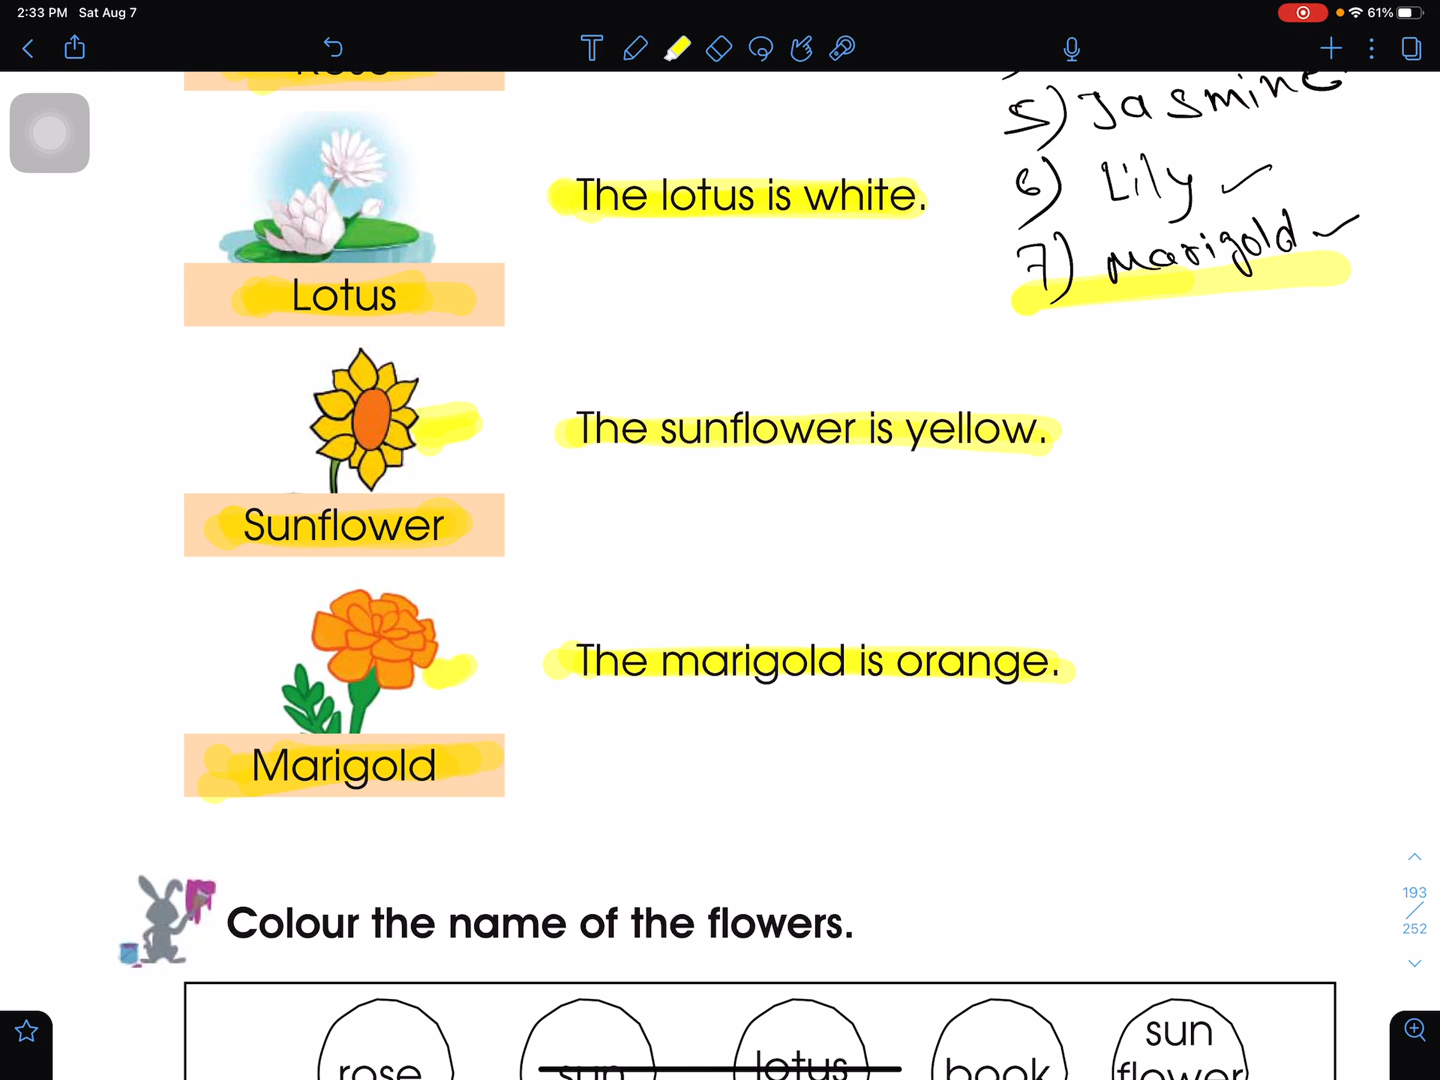 2:33 PM Sat Aug 7
61%
Rose
5) Jasmine
The lotus is white.
6) Lily
7) Marigold
Lotus
The sunflower is yellow.
Sunflower
The marigold is orange.
Marigold
193
252
Colour the name of the flowers.
rose sun lotus book sun
flower